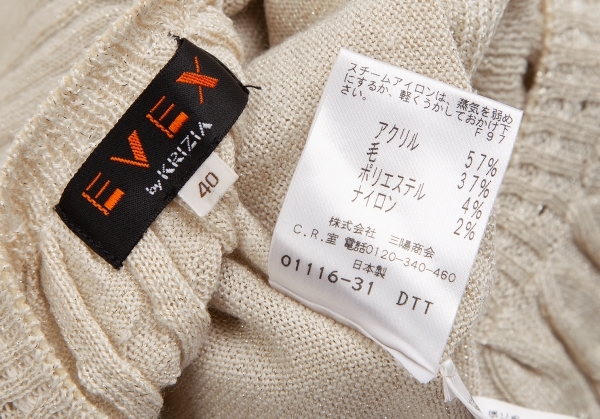 EVEX
by KRIZIA
40
スチームアイロンは、蒸気を弱め
にするか、軽くうかしておかけ下
さい。
F97
アクリル 57%
毛 37%
ポリエステル 4%
ナイロン 2%
株式会社 三陽商会
C.R.室 電話0120-340-460
日本製
01116-31 DTT